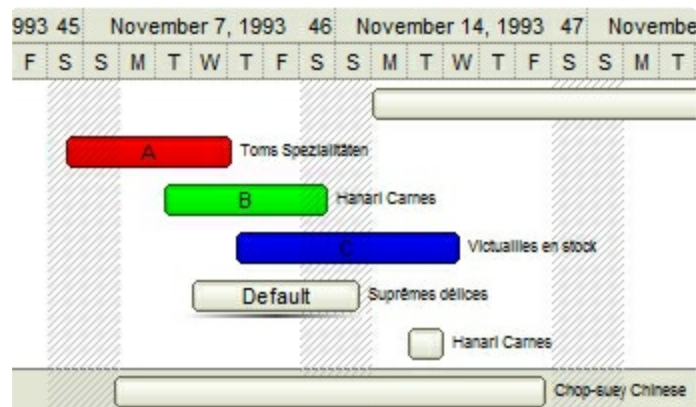 993 45 November 7, 1993 46 November 14, 1993 47 Novembe
F S S M T W T F S S M T W T F S S M T
A Toms Spezialitäten
B Hanari Carnes
C Victuailles en stock
Default Suprêmes délices
Hanari Carnes
Chop-suey Chinese